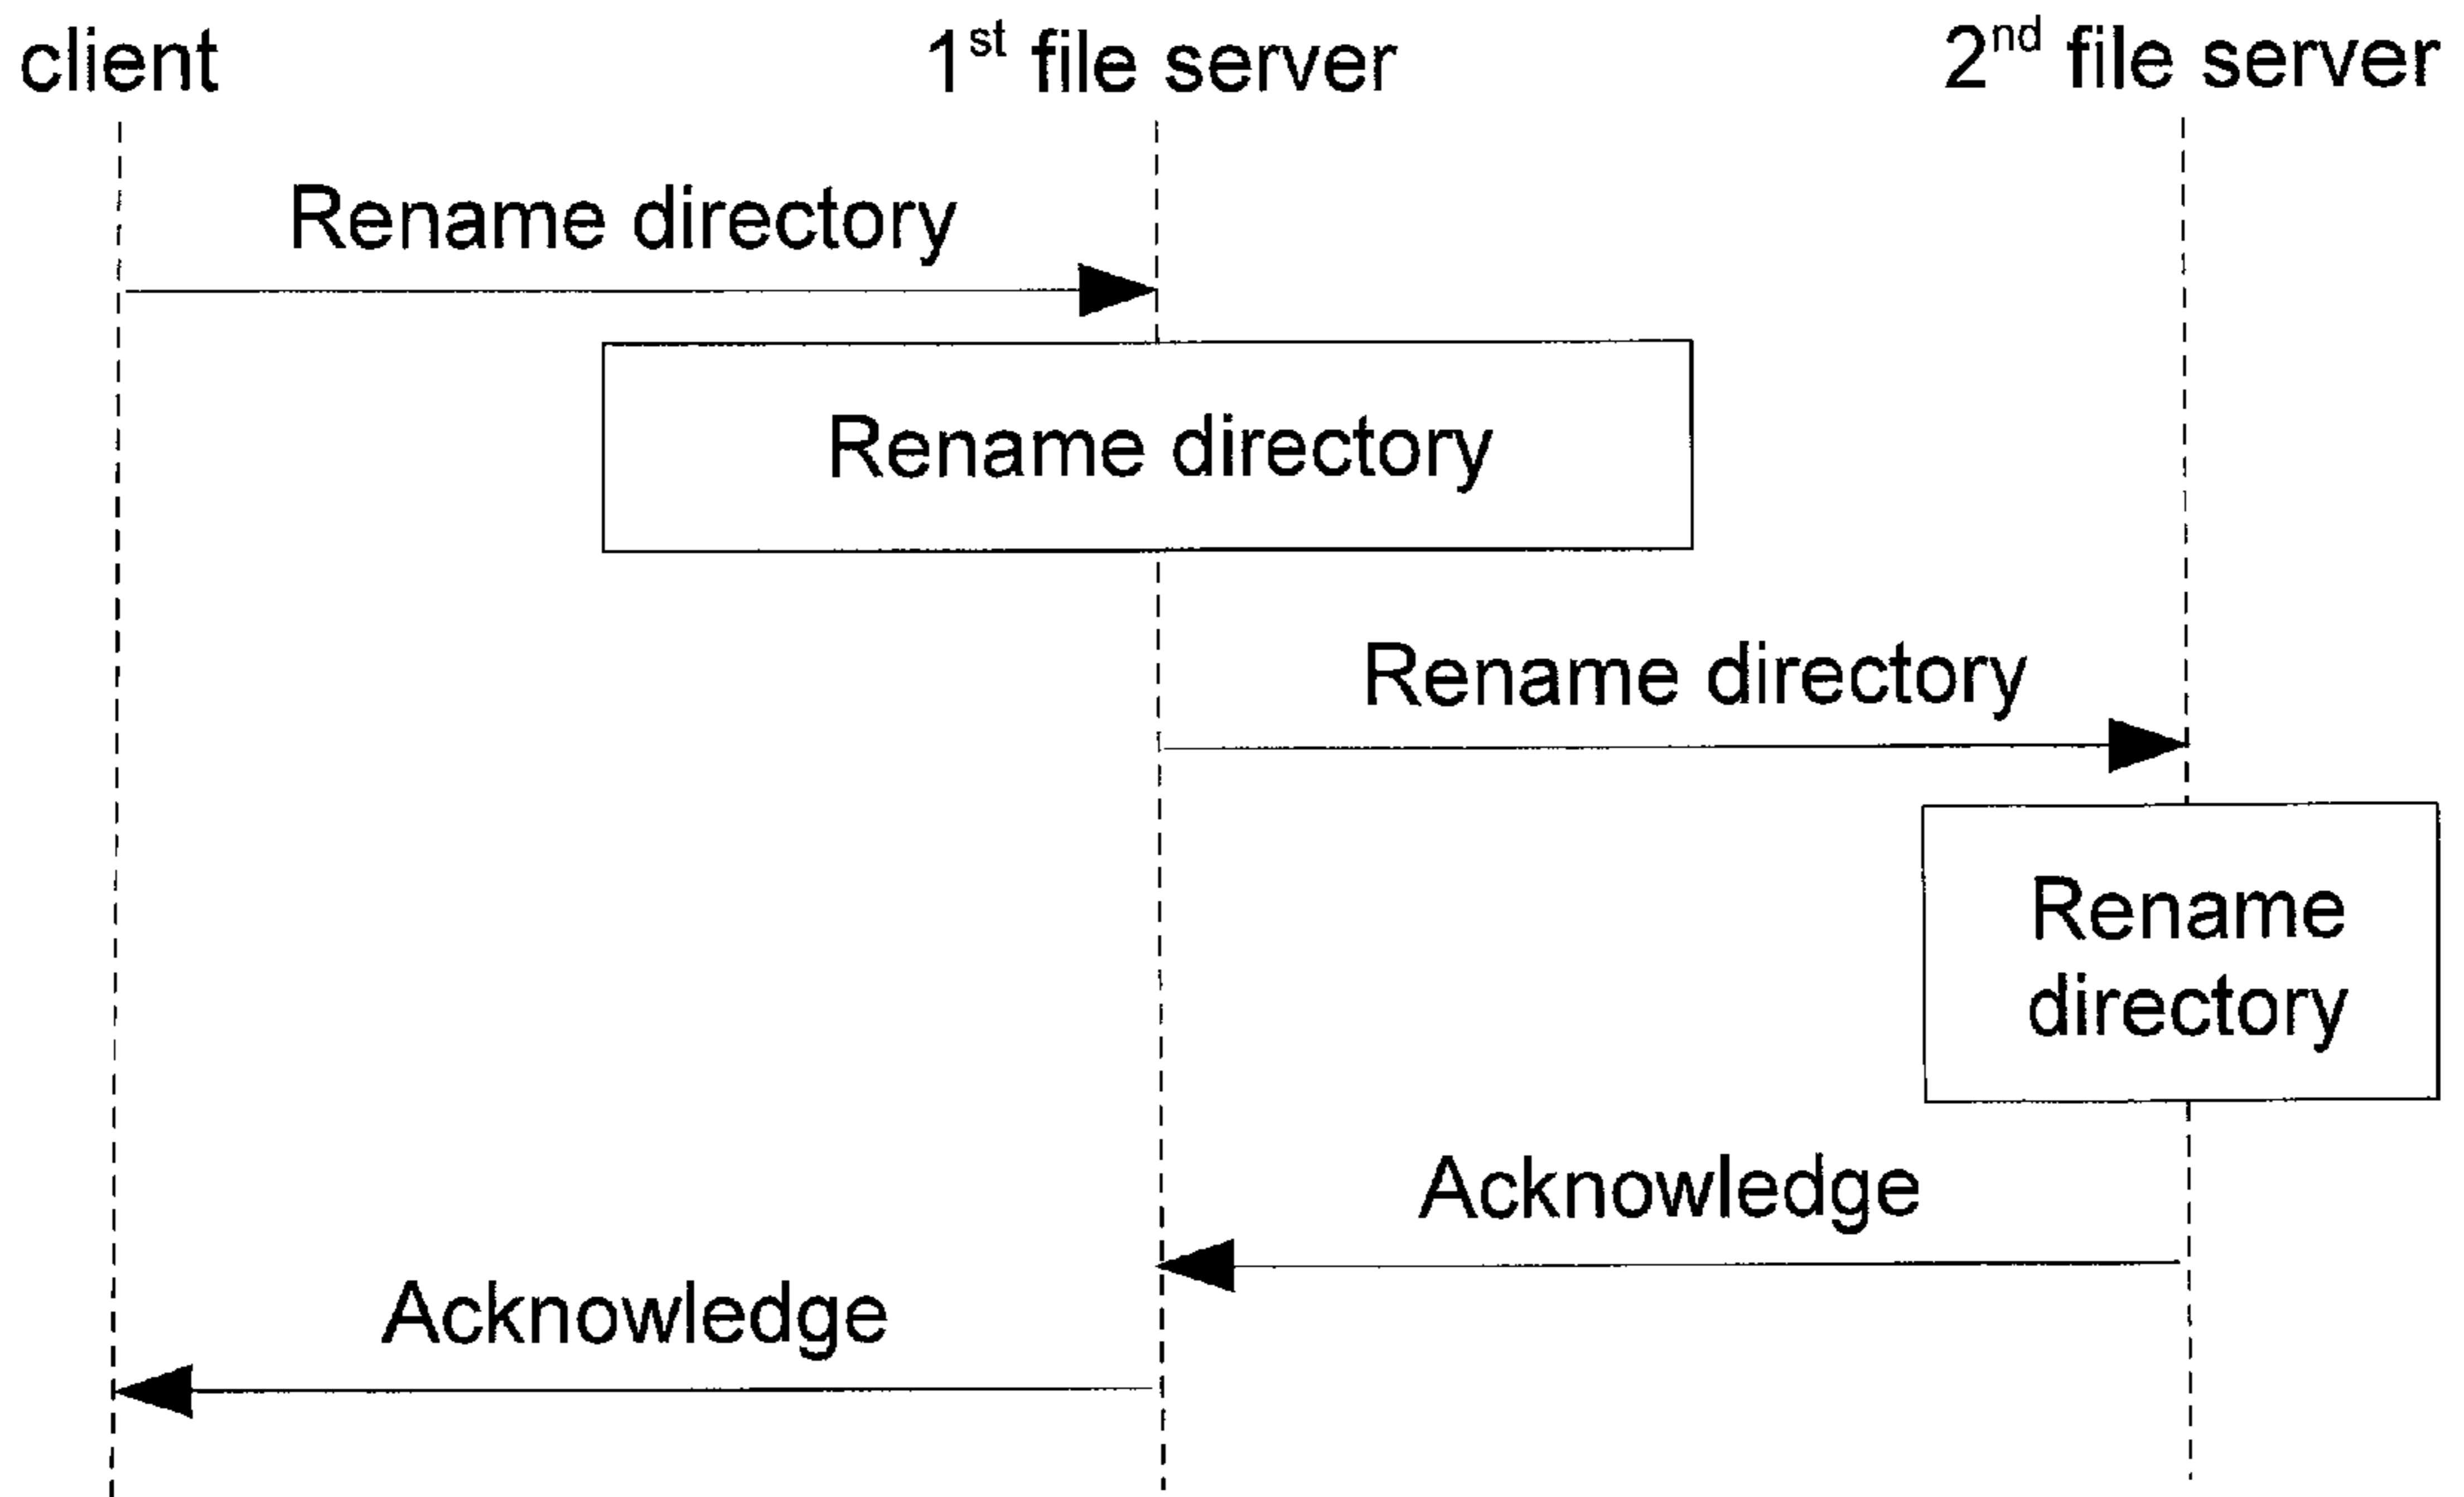 client
1st file server
2nd file server
Rename directory
Rename directory
Rename directory
Rename
directory
Acknowledge
Acknowledge